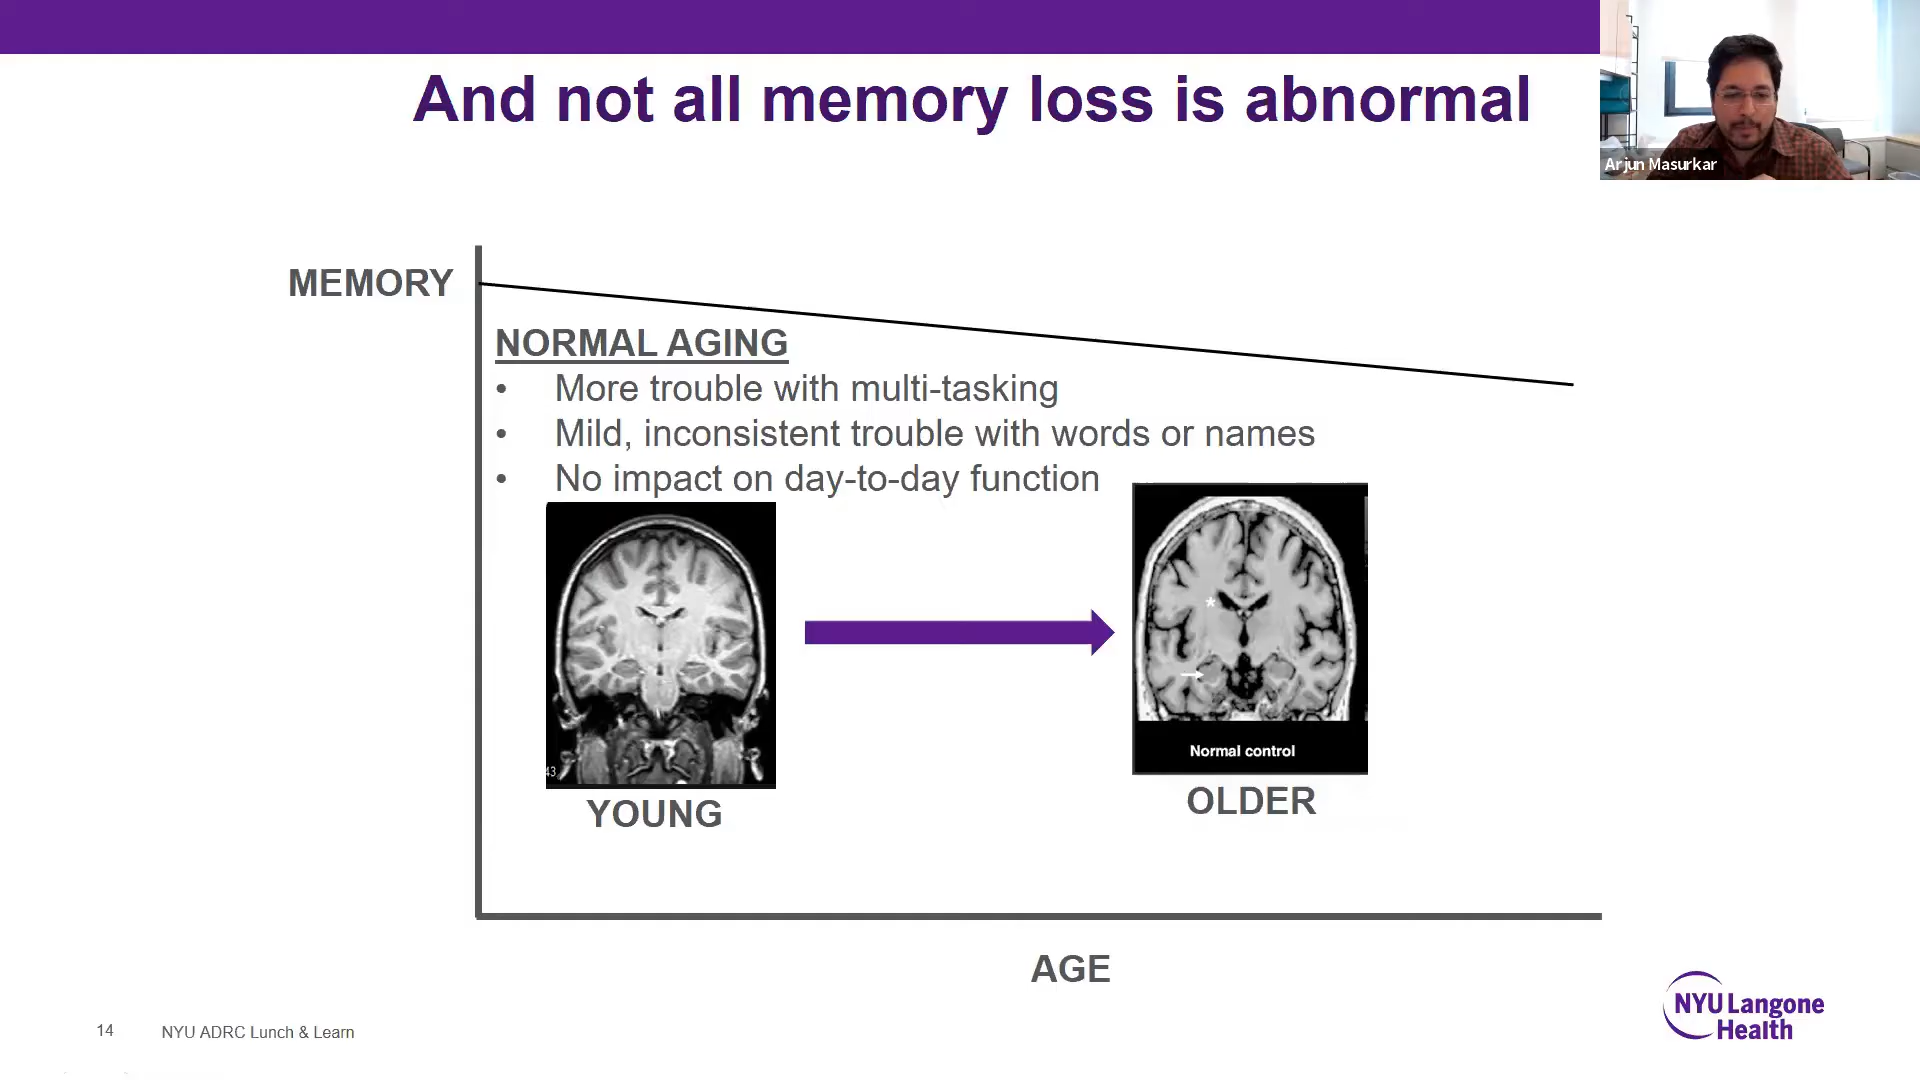 And not all memory loss is abnormal
Arjun Masurkar
MEMORY
NORMAL AGING
• More trouble with multi-tasking
• Mild, inconsistent trouble with words or names
• No impact on day-to-day function
*
43
Normal control
YOUNG
OLDER
AGE
14
NYU ADRC Lunch & Learn
NYU Langone
Health